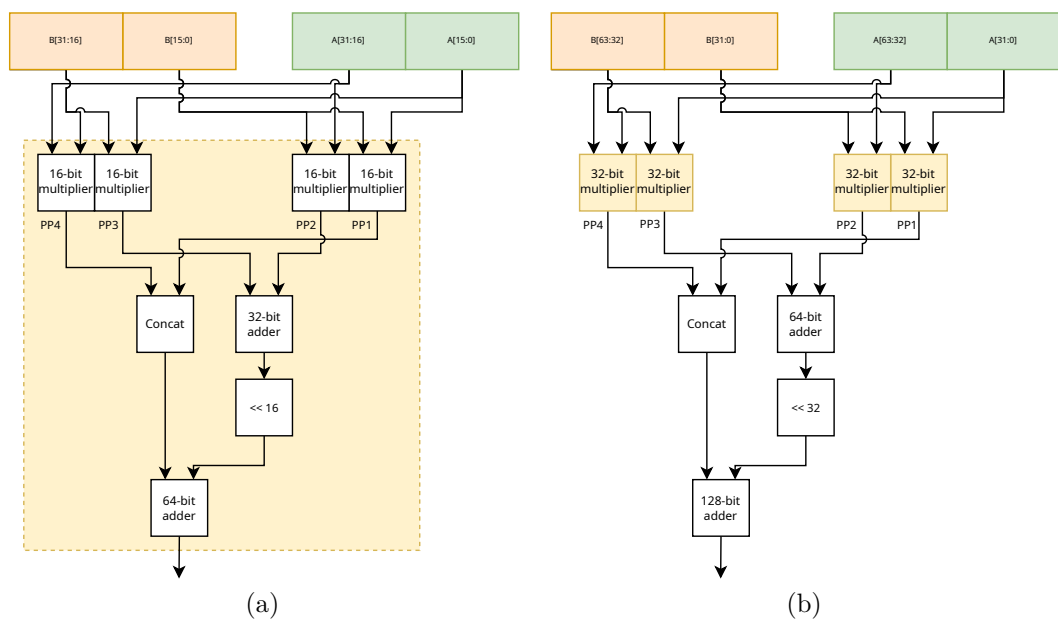 B[31:16] B[15:0] A[31:16] A[15:0]
16-bit
multiplier
16-bit
multiplier
16-bit
multiplier
16-bit
multiplier
PP4
PP3
PP2
PP1
Concat
32-bit
adder
<< 16
64-bit
adder
(a)
B[63:32] B[31:0] A[63:32] A[31:0]
32-bit
multiplier
32-bit
multiplier
32-bit
multiplier
32-bit
multiplier
PP4
PP3
PP2
PP1
Concat
64-bit
adder
<< 32
128-bit
adder
(b)